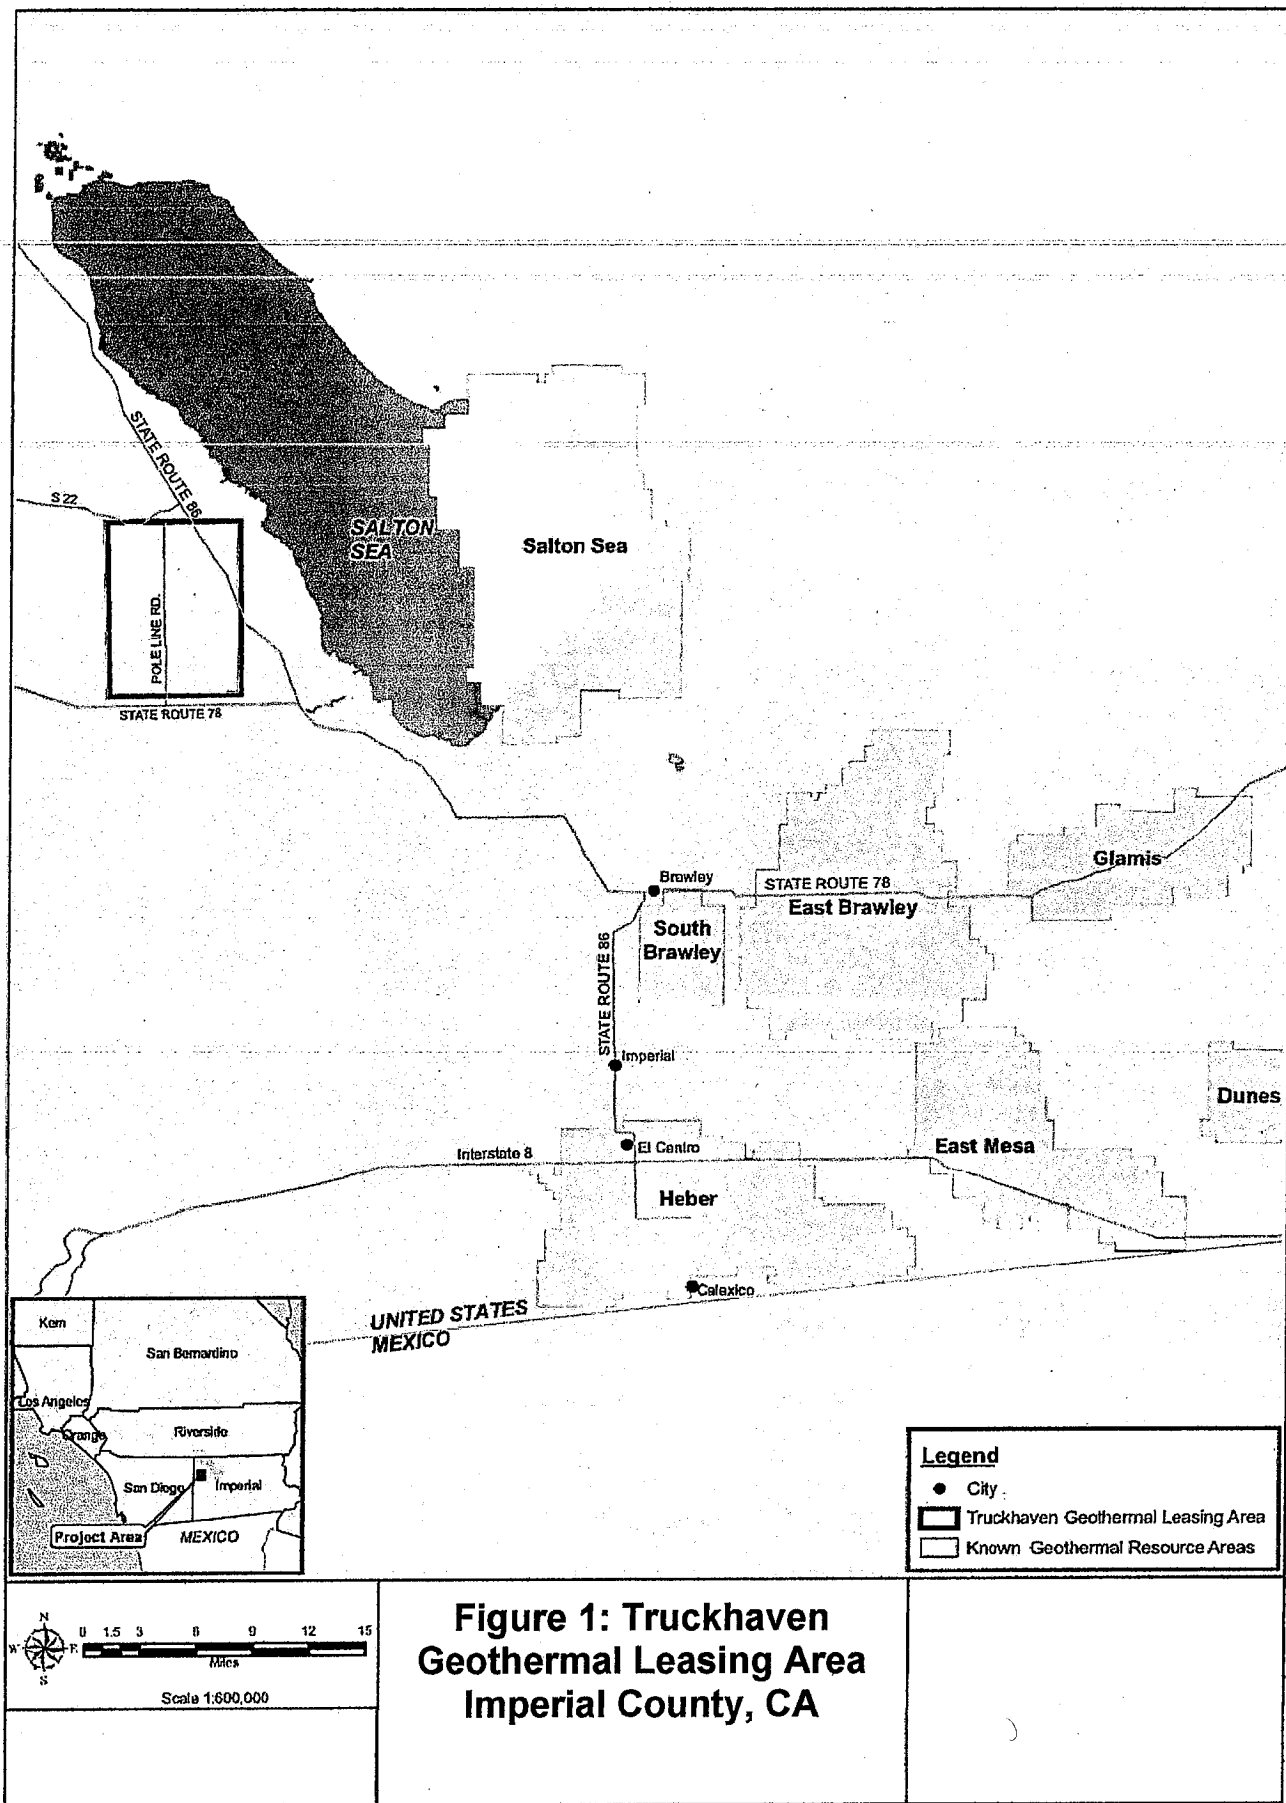 STATE ROUTE 86
S 22
SALTON
SEA
Salton Sea
POLE LINE RD.
STATE ROUTE 78
Glamis
Brawley
STATE ROUTE 78
East Brawley
South
Brawley
STATE ROUTE 86
Imperial
Dunes
El Centro
Interstate 8
East Mesa
Heber
Calexico
UNITED STATES
MEXICO
Kern
San Bernardino
Los Angeles
Orange
Riverside
San Diego
Imperial
Project Area
MEXICO
Legend
City
Truckhaven Geothermal Leasing Area
Known Geothermal Resource Areas
N
W
E
S
0 1.5 3 6 9 12 15
Miles
Scale 1:600,000
Figure 1: Truckhaven
Geothermal Leasing Area
Imperial County, CA